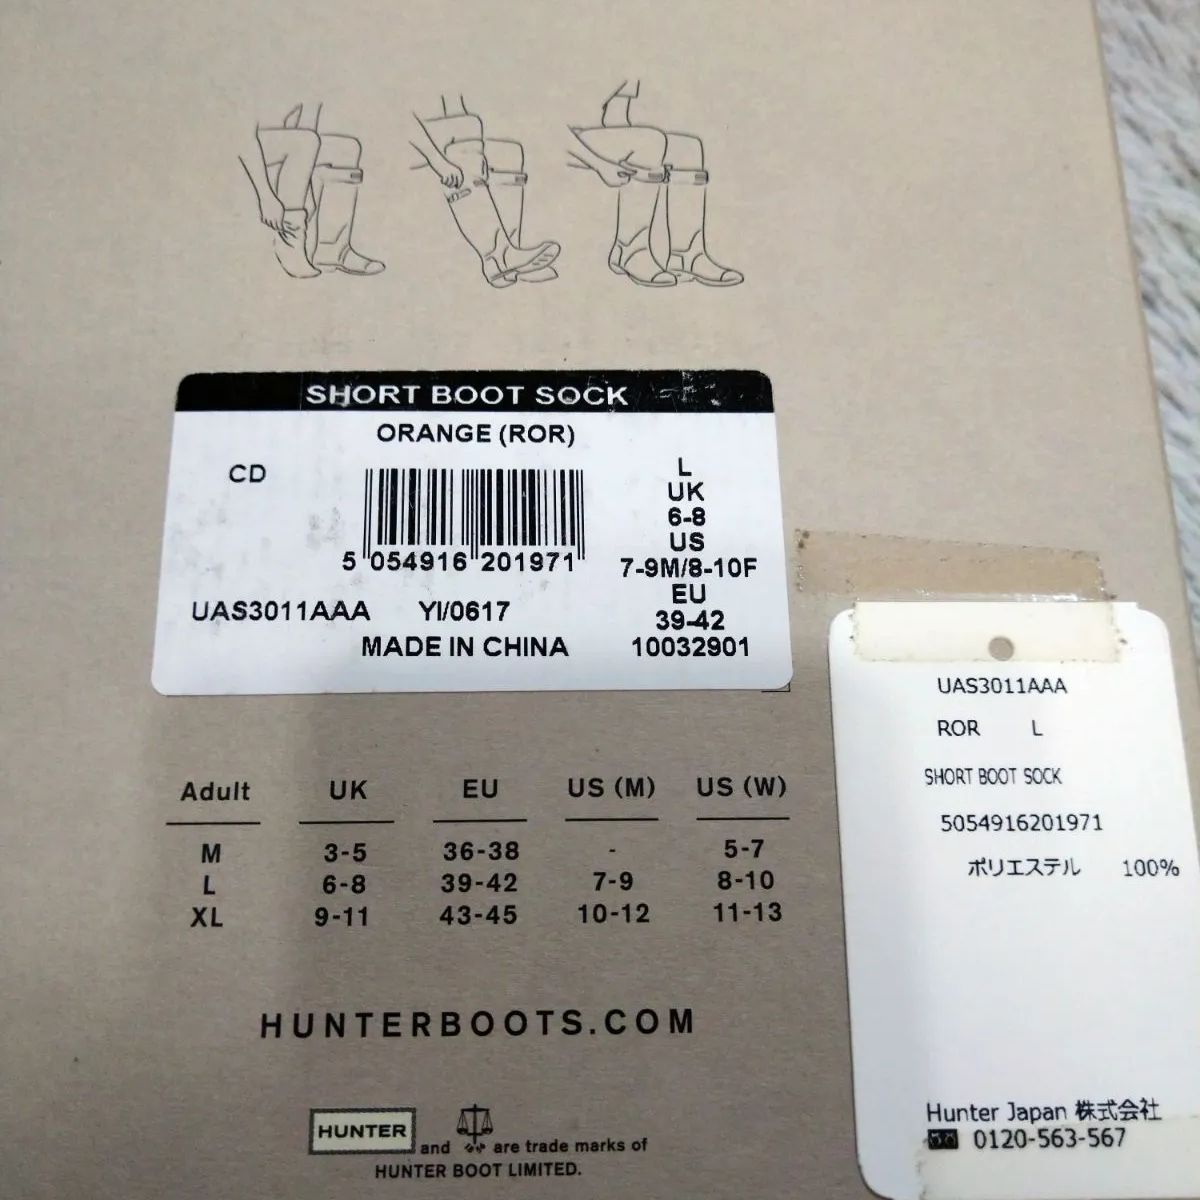 SHORT BOOT SOCK
ORANGE (ROR)
CD
L
UK
6-8
US
7-9M/8-10F
EU
39-42
10032901
5 054916 201971
UAS3011AAA YI/0617
MADE IN CHINA
Adult UK EU US (M) US (W)
M 3-5 36-38 - 5-7
L 6-8 39-42 7-9 8-10
XL 9-11 43-45 10-12 11-13
HUNTERBOOTS.COM
HUNTER and are trade marks of
HUNTER BOOT LIMITED.
UAS3011AAA
ROR L
SHORT BOOT SOCK
5054916201971
ポリエステル 100%
Hunter Japan 株式会社
0120-563-567